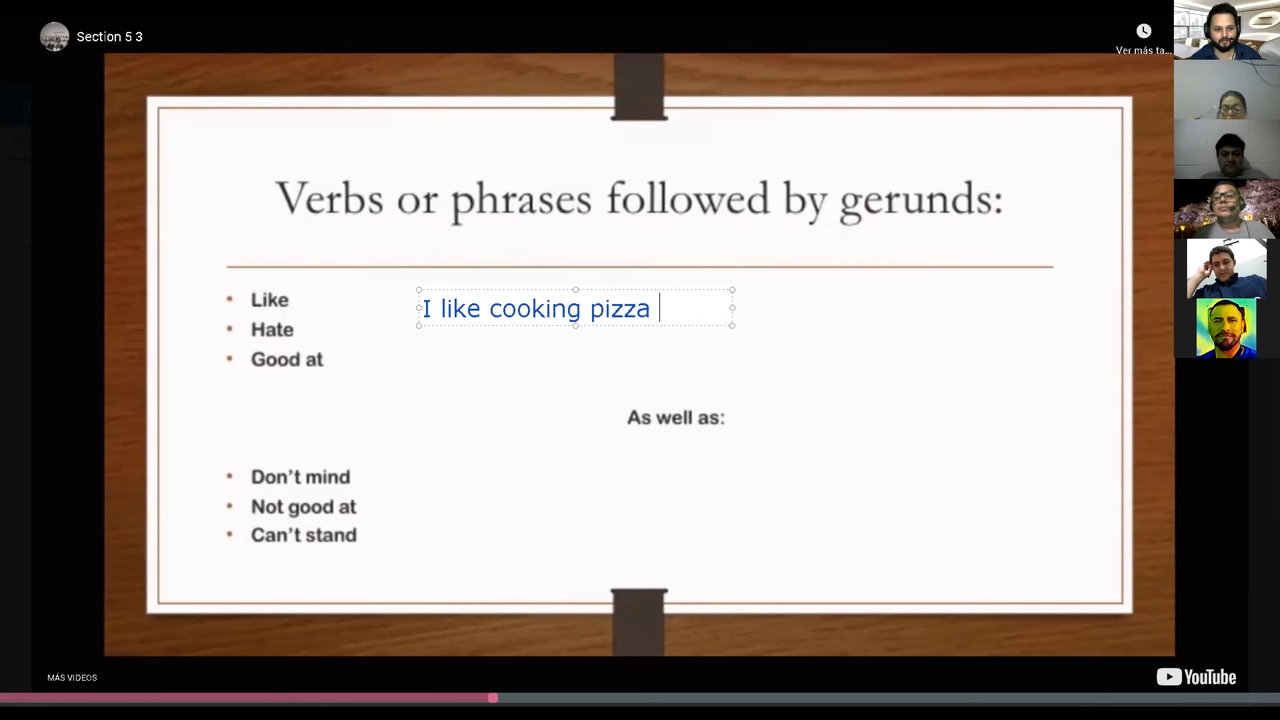 Section 5 3
Ver más ta...
Verbs or phrases followed by gerunds:
• Like
I like cooking pizza
• Hate
• Good at
As well as:
• Don't mind
• Not good at
• Can't stand
MÁS VIDEOS
YouTube